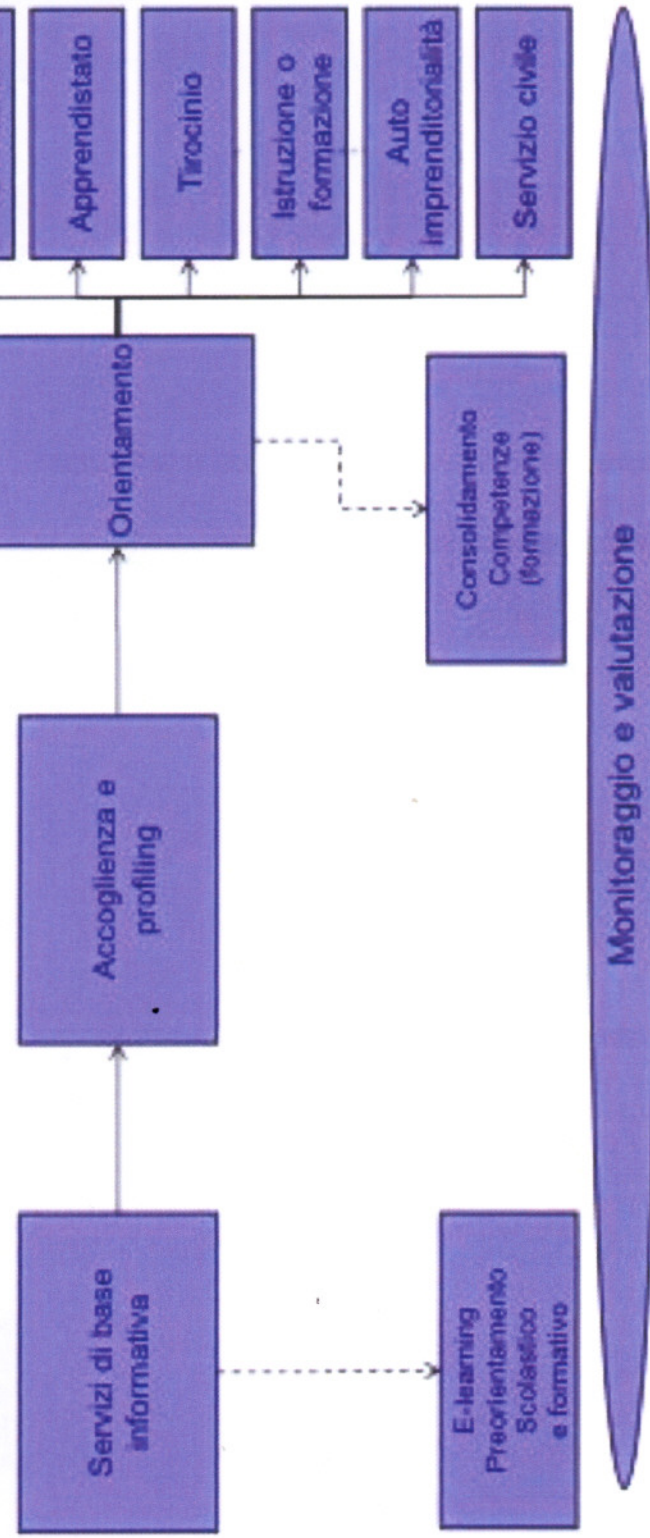 Servizi di base
informativa
Accoglienza e
profiling
Orientamento
Apprendistato
Tirocinio
Istruzione o
formazione
Auto
imprenditorialità
Servizio civile
E-learning
Preorientamento
Scolastico
e formativo
Consolidamento
Competenze
(formazione)
Monitoraggio e valutazione